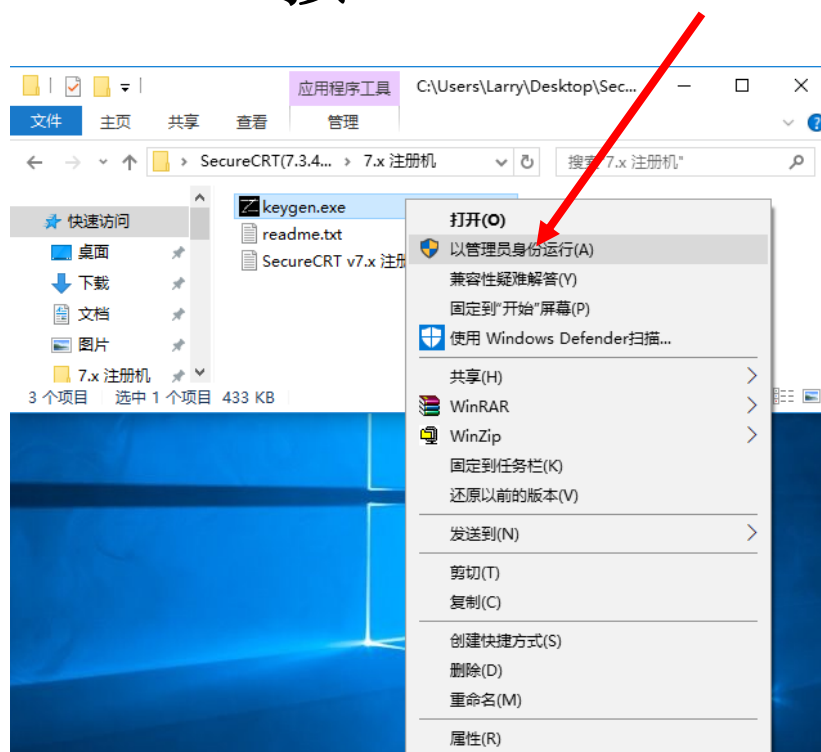 应用程序工具 C:\Users\Larry\Desktop\Sec...
文件 主页 共享 查看 管理
SecureCRT(7.3.4... > 7.x 注册机 搜索"7.x 注册机"
快速访问
桌面
下载
文档
图片
7.x 注册机
keygen.exe
readme.txt
SecureCRT v7.x 注册
3 个项目 选中 1 个项目 433 KB
打开(O)
以管理员身份运行(A)
兼容性疑难解答(Y)
固定到"开始"屏幕(P)
使用 Windows Defender扫描...
共享(H)
WinRAR
WinZip
固定到任务栏(K)
还原以前的版本(V)
发送到(N)
剪切(T)
复制(C)
创建快捷方式(S)
删除(D)
重命名(M)
属性(R)